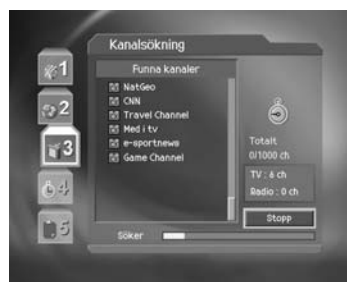 Kanalsökning
1
2
3
4
5
Funna kanaler
NatGeo
CNN
Travel Channel
Med i tv
e-sportnews
Game Channel
Totalt
0/1000 ch
TV : 6 ch
Radio : 0 ch
Stopp
Söker